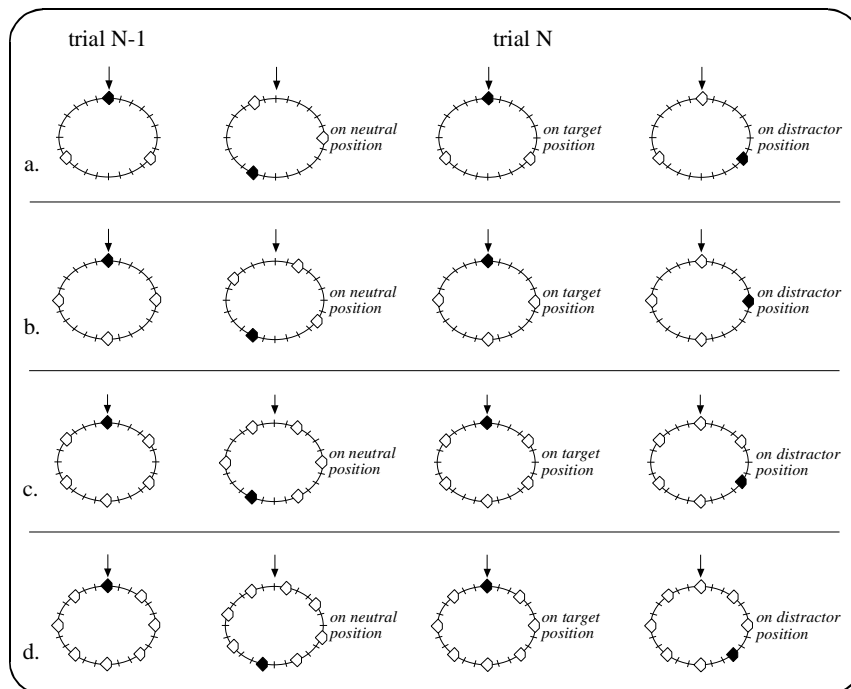 trial N-1 trial N
a. on neutral position on target position on distractor position
b. on neutral position on target position on distractor position
c. on neutral position on target position on distractor position
d. on neutral position on target position on distractor position